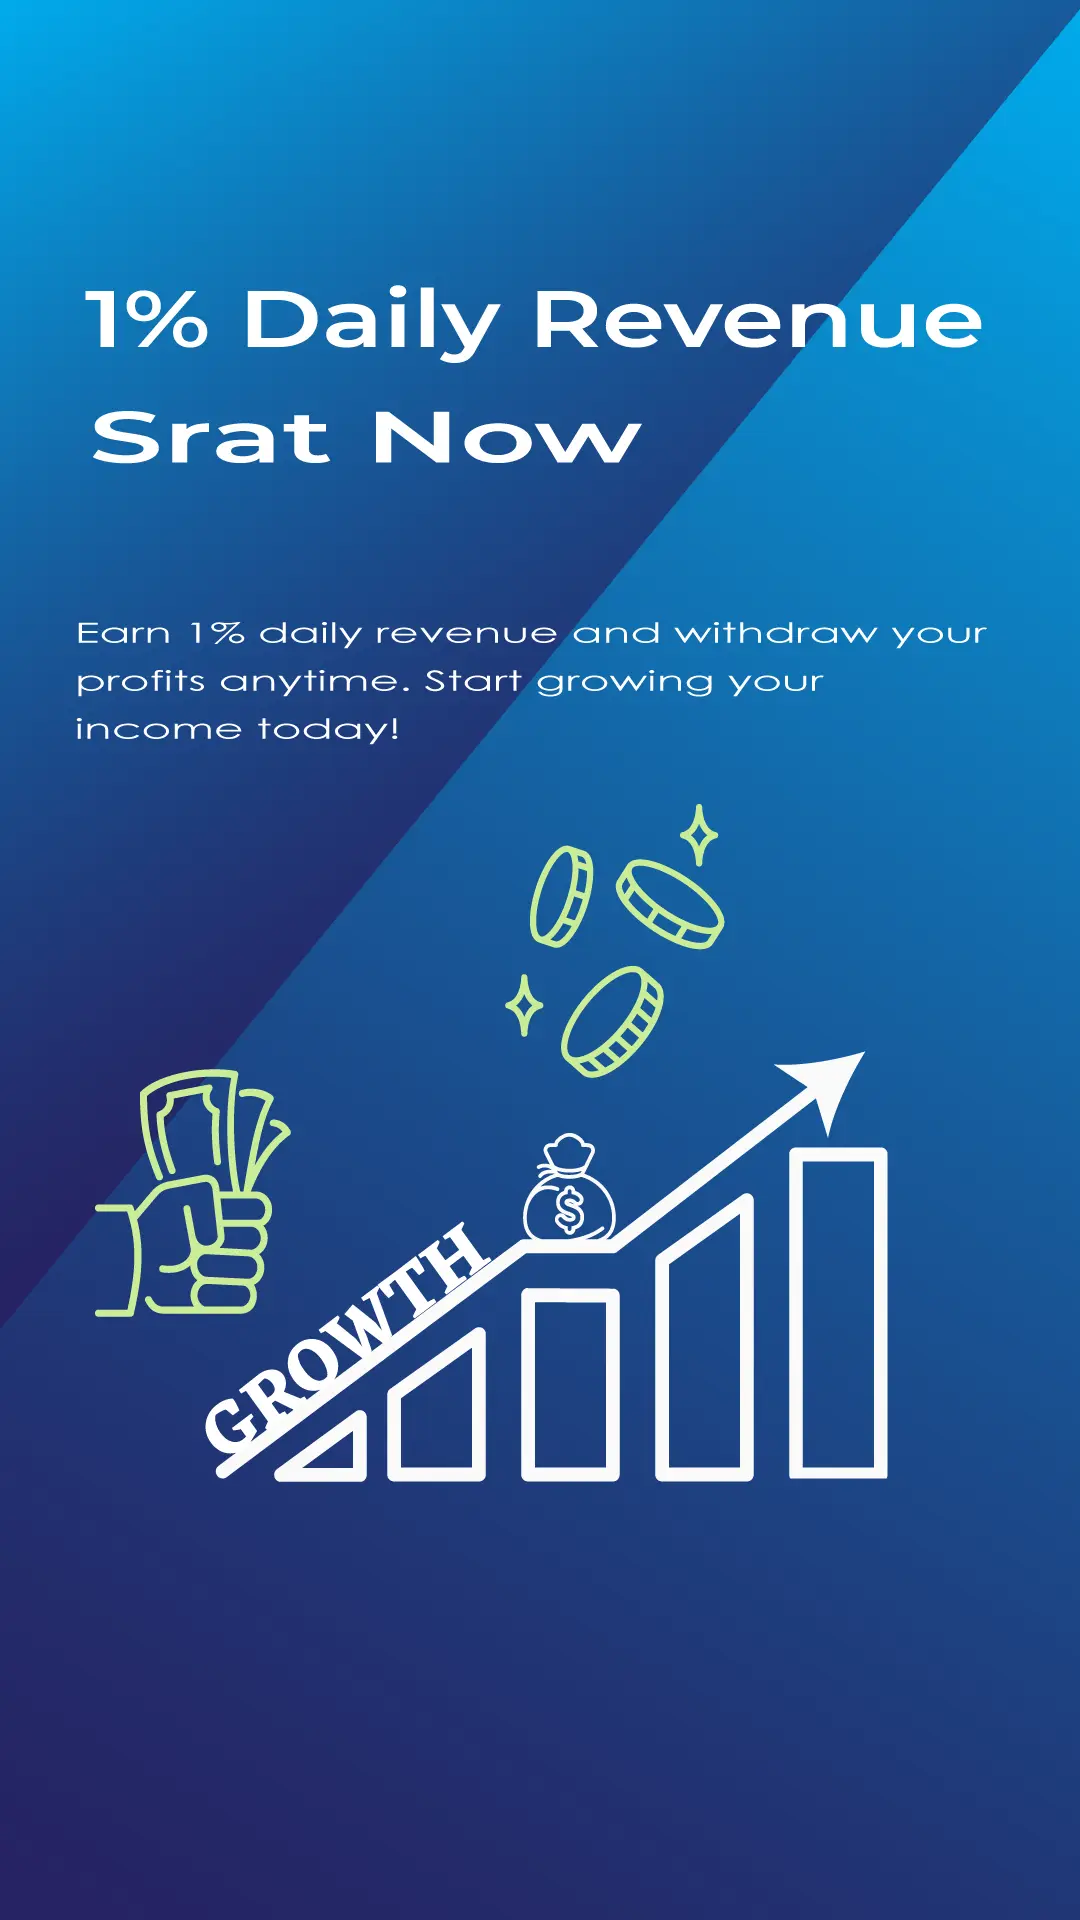 1% Daily Revenue
Srat Now
Earn 1% daily revenue and withdraw your
profits anytime. Start growing your
income today!
$
GROWTH